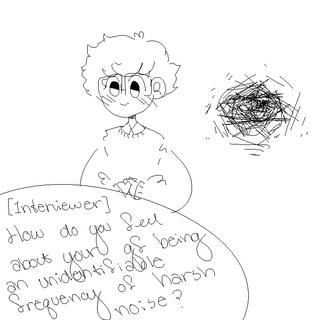 [Interviewer]
How do you feel
about your gf being
an unidentifiable
frequency of harsh
noise?